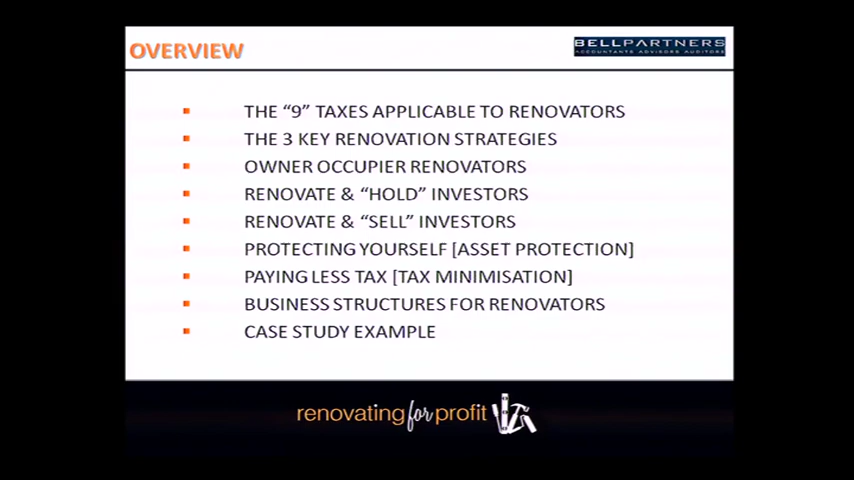 OVERVIEW
BELLPARTNERS
ACCOUNTANTS ADVISORS AUDITORS
THE “9” TAXES APPLICABLE TO RENOVATORS
THE 3 KEY RENOVATION STRATEGIES
OWNER OCCUPIER RENOVATORS
RENOVATE & “HOLD” INVESTORS
RENOVATE & “SELL” INVESTORS
PROTECTING YOURSELF [ASSET PROTECTION]
PAYING LESS TAX [TAX MINIMISATION]
BUSINESS STRUCTURES FOR RENOVATORS
CASE STUDY EXAMPLE
renovating for profit